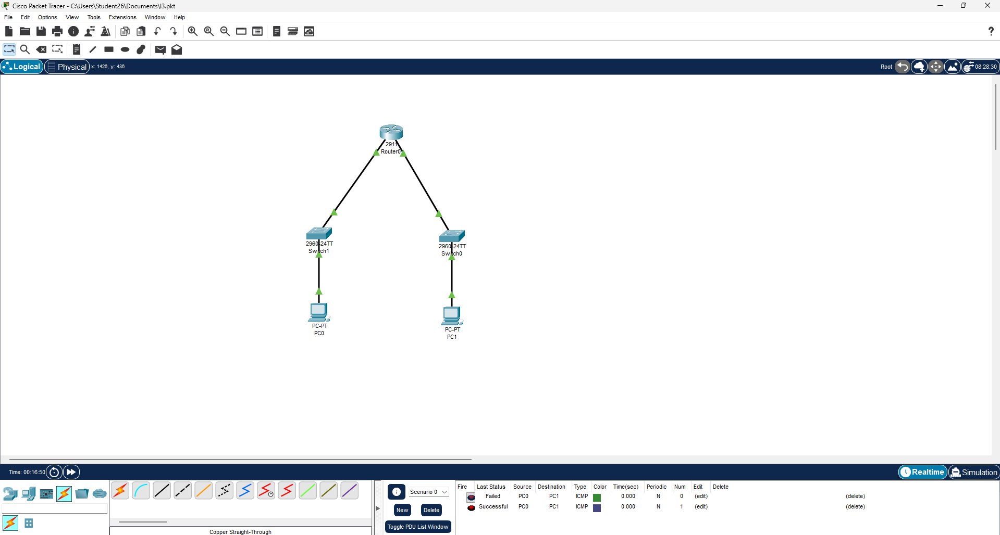 Cisco Packet Tracer - C:\Users\Student26\Documents\l3.pkt
File Edit Options View Tools Extensions Window Help
Logical Physical x: 1426, y: 436 Root 08:28:30
2911
Router0
2960-24TT
Switch1
2960-24TT
Switch0
PC-PT
PC0
PC-PT
PC1
Time: 00:16:50 Realtime Simulation
Scenario 0
New Delete
Toggle PDU List Window
Copper Straight-Through
Fire Last Status Source Destination Type Color Time(sec) Periodic Num Edit Delete
Failed PC0 PC1 ICMP 0.000 N 0 (edit) (delete)
Successful PC0 PC1 ICMP 0.000 N 1 (edit) (delete)